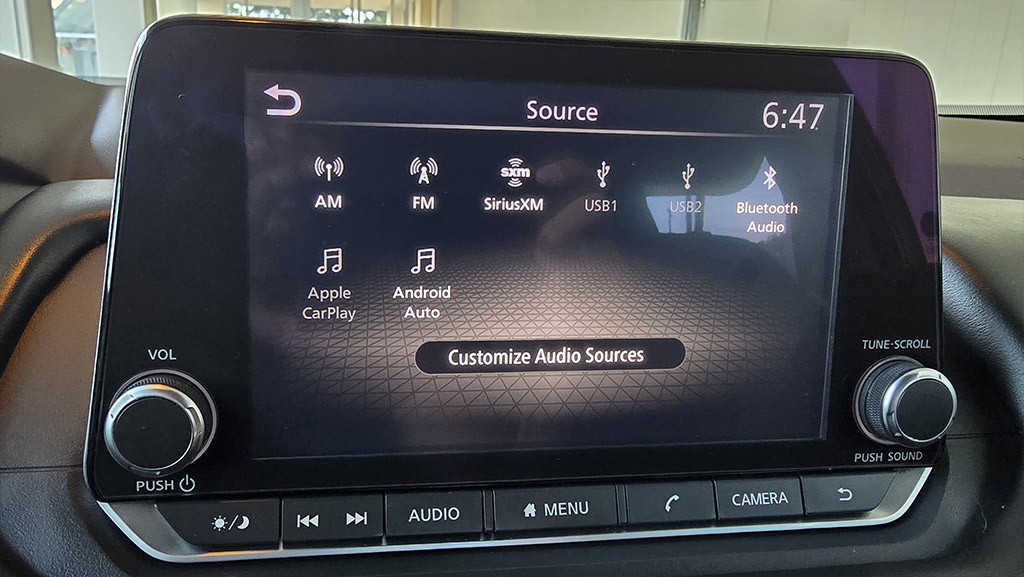 Source
6:47
AM
FM
sxm
SiriusXM
USB1
USB2
Bluetooth
Audio
Apple
CarPlay
Android
Auto
Customize Audio Sources
VOL
PUSH
TUNE·SCROLL
PUSH SOUND
AUDIO
MENU
CAMERA